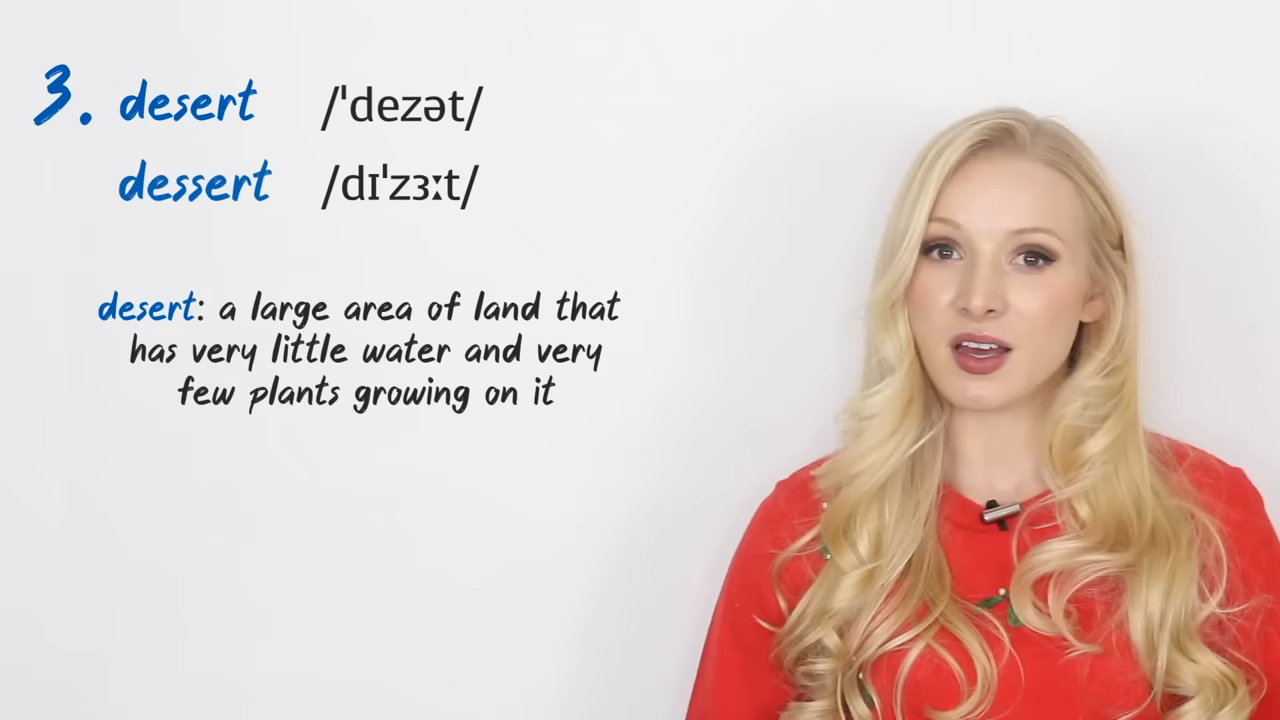 3. desert /ˈdezət/
dessert /dɪˈzɜːt/
desert: a large area of land that
has very little water and very
few plants growing on it